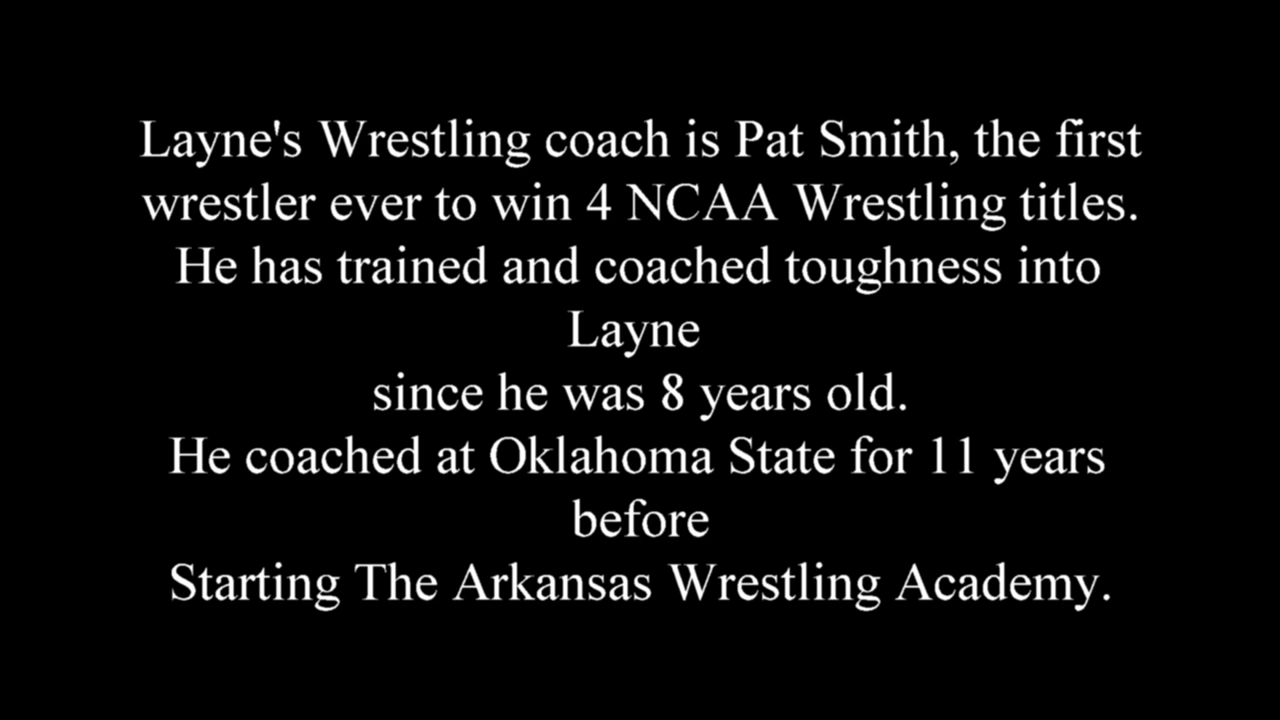 Layne's Wrestling coach is Pat Smith, the first
wrestler ever to win 4 NCAA Wrestling titles.
He has trained and coached toughness into
Layne
since he was 8 years old.
He coached at Oklahoma State for 11 years
before
Starting The Arkansas Wrestling Academy.